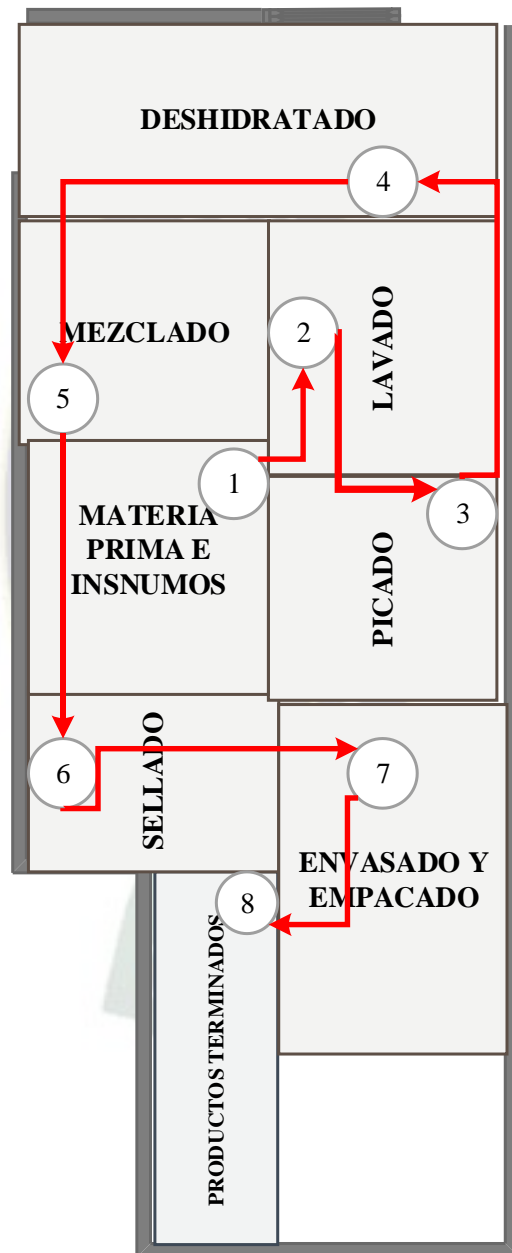 DESHIDRATADO
4
MEZCLADO
2
LAVADO
5
1
MATERIA
PRIMA E
INSNUMOS
3
PICADO
6
SELLADO
7
ENVASADO Y
EMPACADO
8
PRODUCTOS TERMINADOS